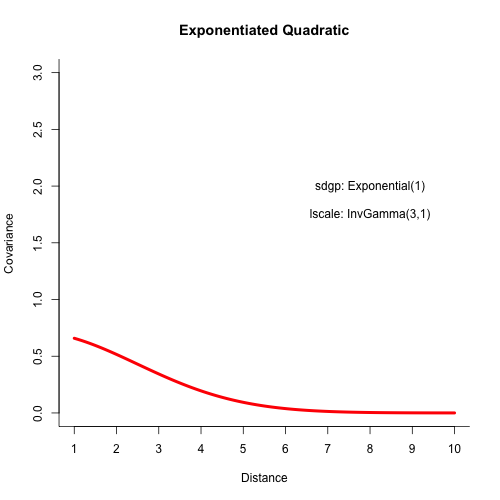 Exponentiated Quadratic
3.0
2.5
2.0
1.5
1.0
0.5
0.0
Covariance
sdgp: Exponential(1)
lscale: InvGamma(3,1)
1 2 3 4 5 6 7 8 9 10
Distance